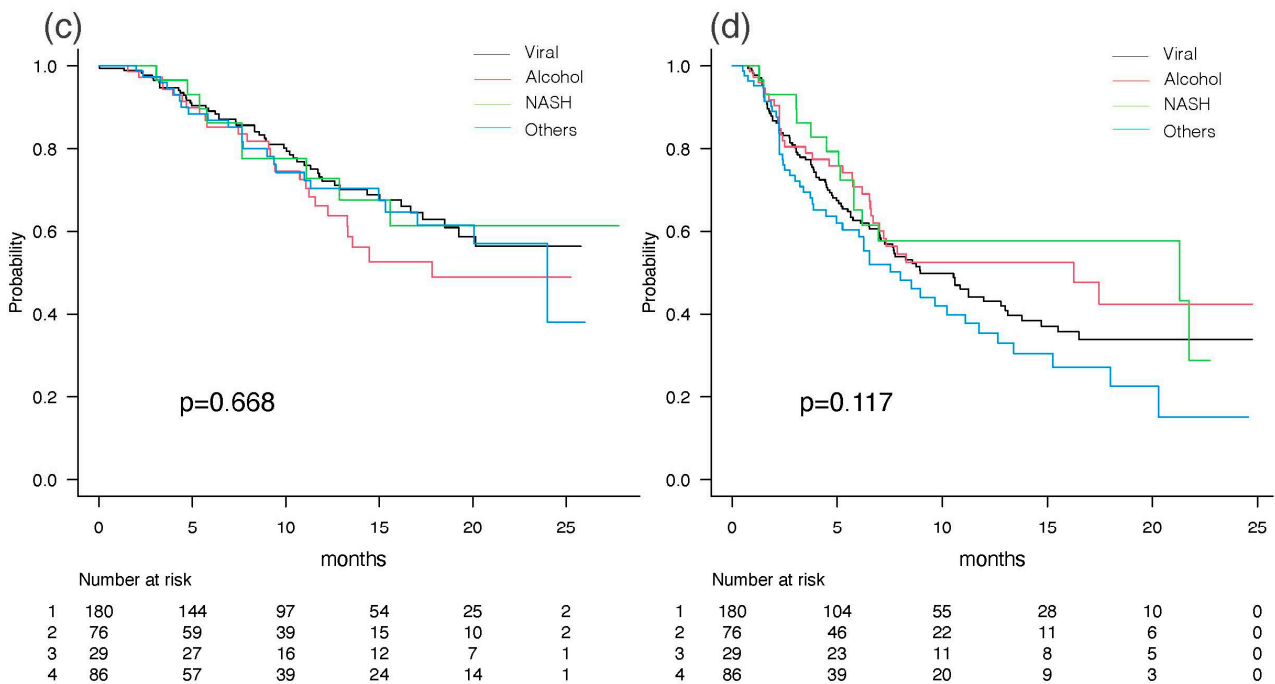 (c)
Viral
Alcohol
NASH
Others
1.0
0.8
0.6
0.4
0.2
0.0
Probability
p=0.668
0 5 10 15 20 25
months
Number at risk
1 180 144 97 54 25 2
2 76 59 39 15 10 2
3 29 27 16 12 7 1
4 86 57 39 24 14 1
(d)
Viral
Alcohol
NASH
Others
1.0
0.8
0.6
0.4
0.2
0.0
Probability
p=0.117
0 5 10 15 20 25
months
Number at risk
1 180 104 55 28 10 0
2 76 46 22 11 6 0
3 29 23 11 8 5 0
4 86 39 20 9 3 0